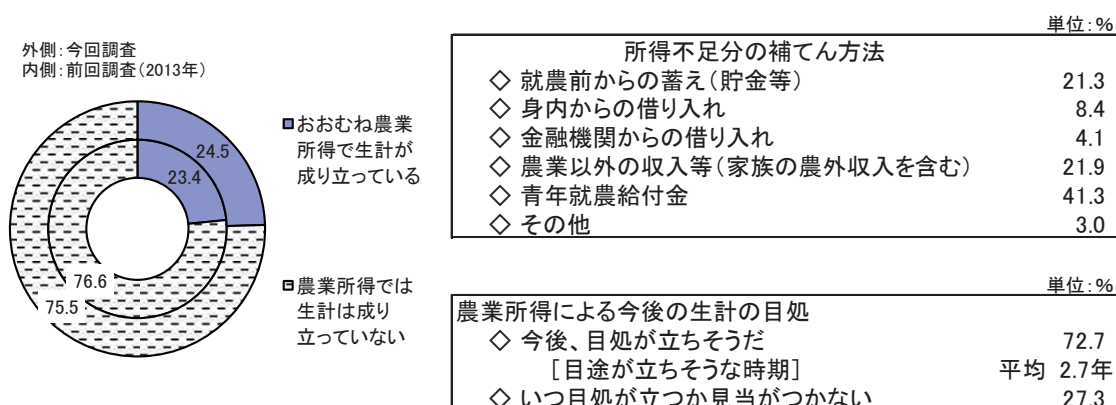 外側:今回調査
内側:前回調査(2013年)
24.5
23.4
76.6
75.5
おおむね農業
所得で生計が
成り立っている
農業所得では
生計は成り
立っていない
単位:%
所得不足分の補てん方法
◇ 就農前からの蓄え(貯金等) 21.3
◇ 身内からの借り入れ 8.4
◇ 金融機関からの借り入れ 4.1
◇ 農業以外の収入等(家族の農外収入を含む) 21.9
◇ 青年就農給付金 41.3
◇ その他 3.0
単位:%
農業所得による今後の生計の目処
◇ 今後、目処が立ちそうだ 72.7
[目途が立ちそうな時期] 平均 2.7年
◇ いつ目処が立つか見当がつかない 27.3